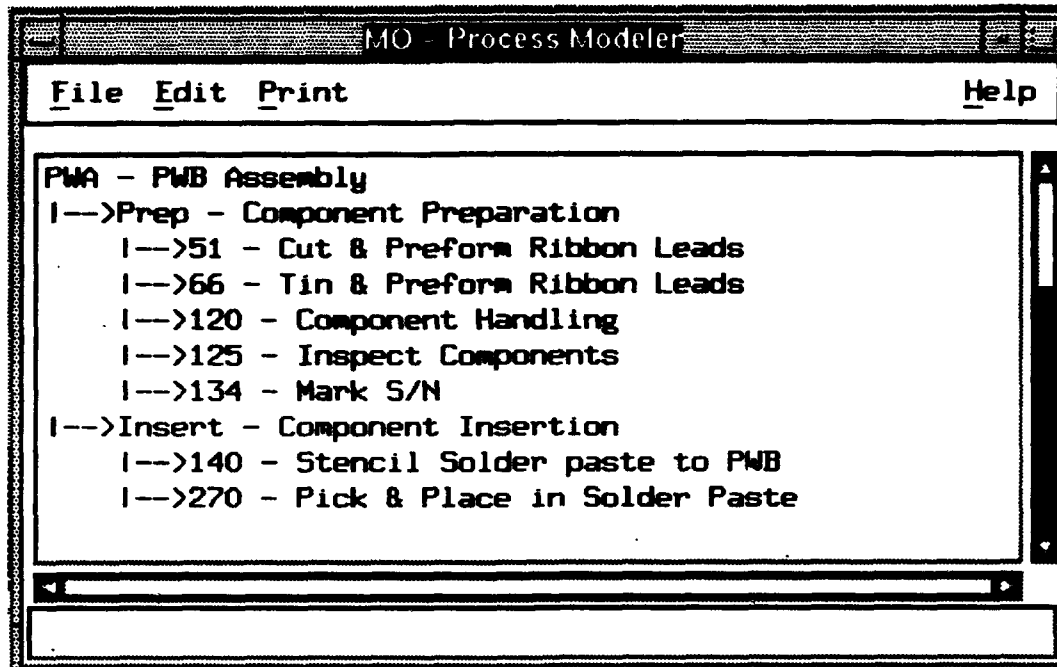 MO - Process Modeler
File Edit Print Help
PWA - PWB Assembly
|-->Prep - Component Preparation
|-->51 - Cut & Preform Ribbon Leads
|-->66 - Tin & Preform Ribbon Leads
|-->120 - Component Handling
|-->125 - Inspect Components
|-->134 - Mark S/N
|-->Insert - Component Insertion
|-->140 - Stencil Solder paste to PWB
|-->270 - Pick & Place in Solder Paste